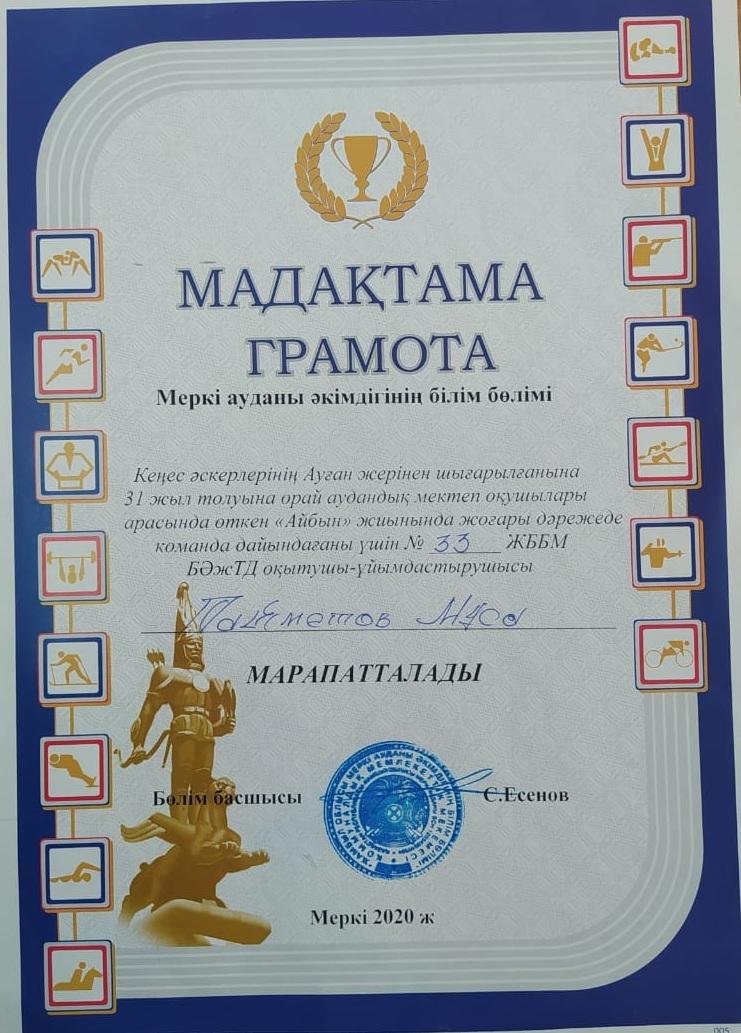 МАДАҚТАМА
ГРАМОТА
Меркі ауданы әкімдігінің білім бөлімі
Кеңес әскерлерінің Ауған жерінен шығарылғанына
31 жыл толуына орай аудандық мектеп оқушылары
арасында өткен «Айбын» жиынында жоғары дәрежеде
команда дайындағаны үшін № 33 ЖББМ
БӘжТД оқытушы-ұйымдастырушысы
Муса
МАРАПАТТАЛАДЫ
Бөлім басшысы С.Есенов
Меркі 2020 ж